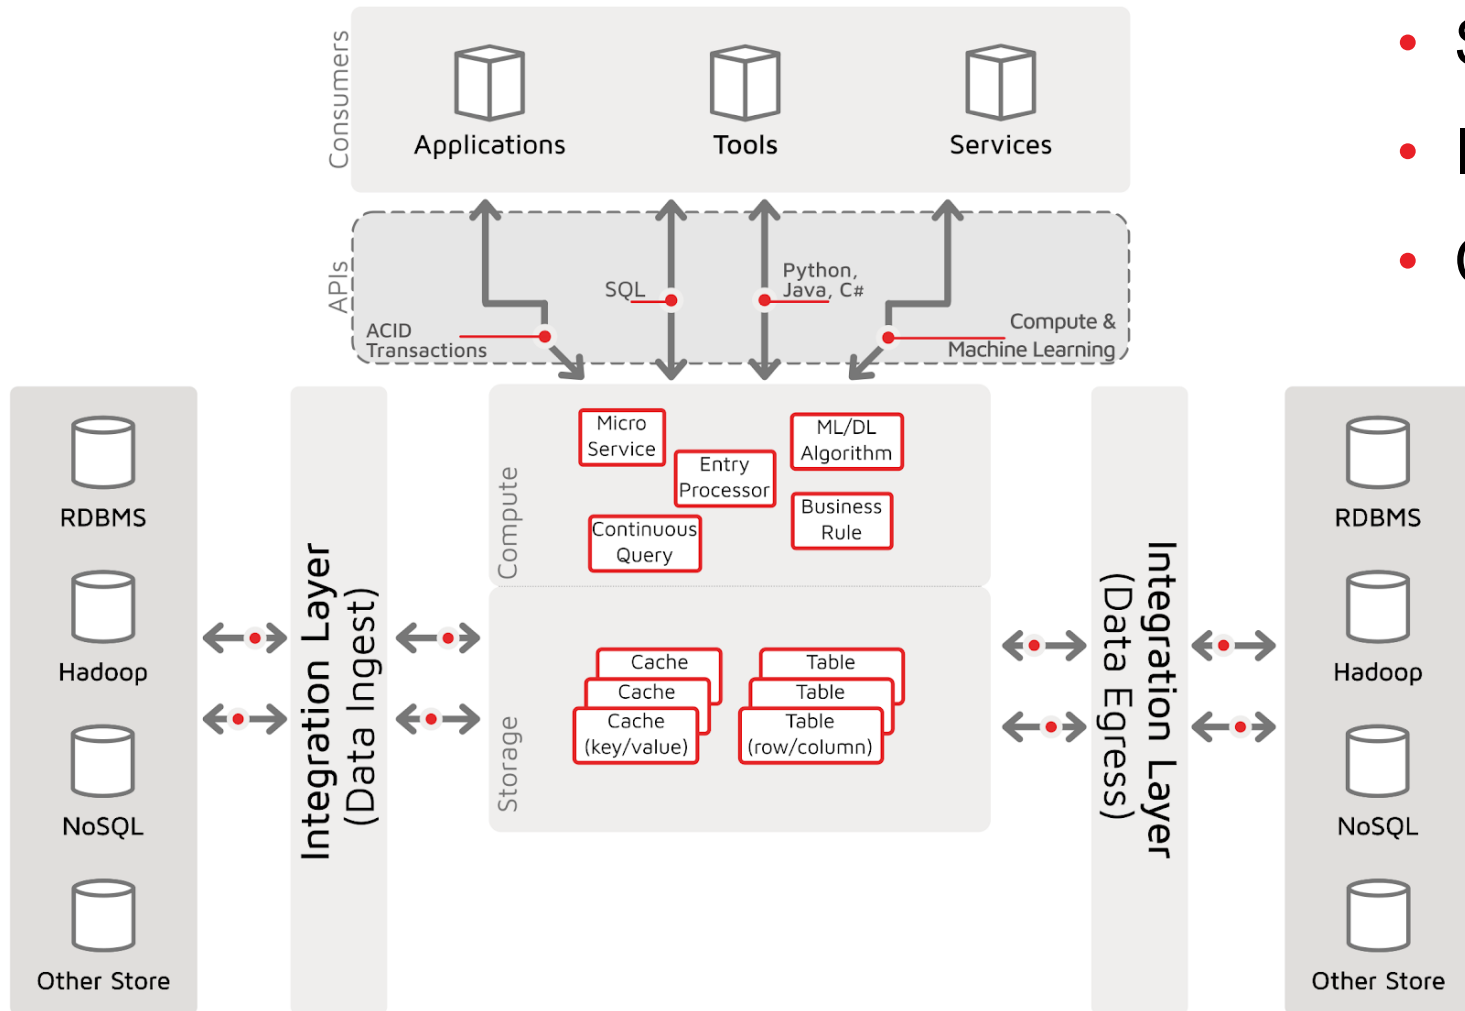 Consumers
Applications
Tools
Services
APIs
ACID
Transactions
SQL
Python,
Java, C#
Compute &
Machine Learning
RDBMS
Hadoop
NoSQL
Other Store
Integration Layer
(Data Ingest)
Compute
Micro
Service
Entry
Processor
ML/DL
Algorithm
Continuous
Query
Business
Rule
Storage
Cache
Cache
Cache
(key/value)
Table
Table
Table
(row/column)
Integration Layer
(Data Egress)
RDBMS
Hadoop
NoSQL
Other Store